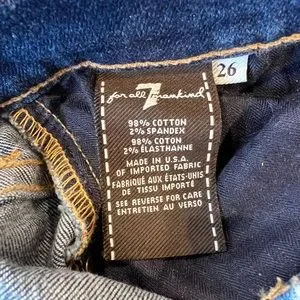 for all 7 mankind
26
98% COTTON
2% SPANDEX
98% COTON
2% ÉLASTHANNE
MADE IN U.S.A.
OF IMPORTED FABRIC
FABRIQUÉ AUX ÉTATS-UNIS
DE TISSU IMPORTÉ
SEE REVERSE FOR CARE
ENTRETIEN AU VERSO